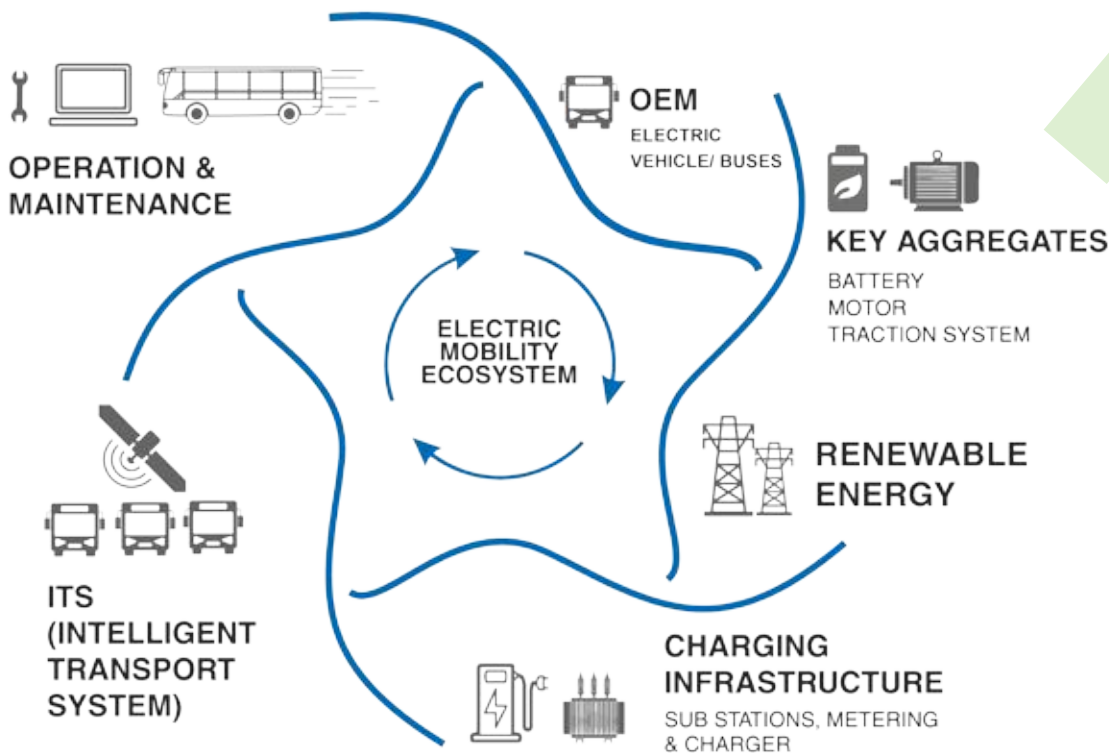 OPERATION &
MAINTENANCE
OEM
ELECTRIC
VEHICLE/ BUSES
KEY AGGREGATES
BATTERY
MOTOR
TRACTION SYSTEM
ELECTRIC
MOBILITY
ECOSYSTEM
RENEWABLE
ENERGY
ITS
(INTELLIGENT
TRANSPORT
SYSTEM)
CHARGING
INFRASTRUCTURE
SUB STATIONS, METERING
& CHARGER